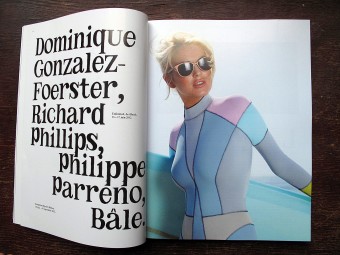 Dominique
Gonzalez-
Foerster,
Richard
phillips,
philippe
parreno,
Bâle.